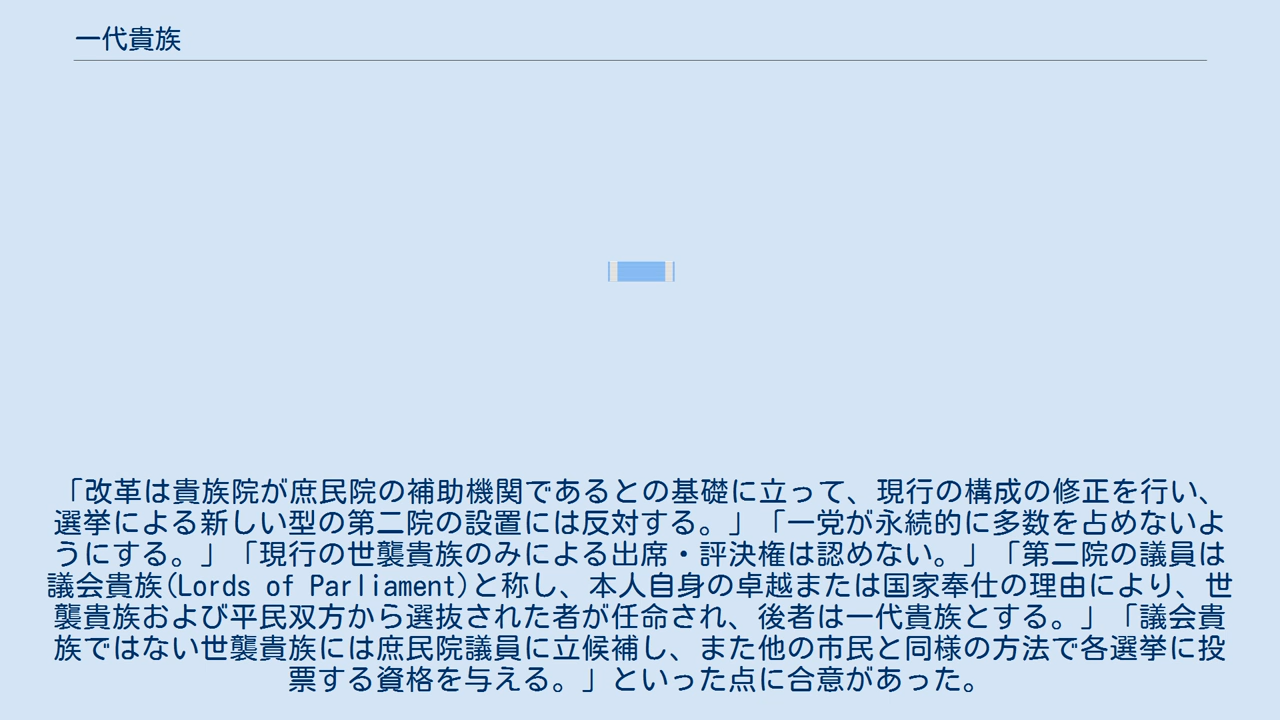 一代貴族
「改革は貴族院が庶民院の補助機関であるとの基礎に立って、現行の構成の修正を行い、
選挙による新しい型の第二院の設置には反対する。」「一党が永続的に多数を占めないよ
うにする。」「現行の世襲貴族のみによる出席・評決権は認めない。」「第二院の議員は
議会貴族(Lords of Parliament)と称し、本人自身の卓越または国家奉仕の理由により、世
襲貴族および平民双方から選抜された者が任命され、後者は一代貴族とする。」「議会貴
族ではない世襲貴族には庶民院議員に立候補し、また他の市民と同様の方法で各選挙に投
票する資格を与える。」といった点に合意があった。